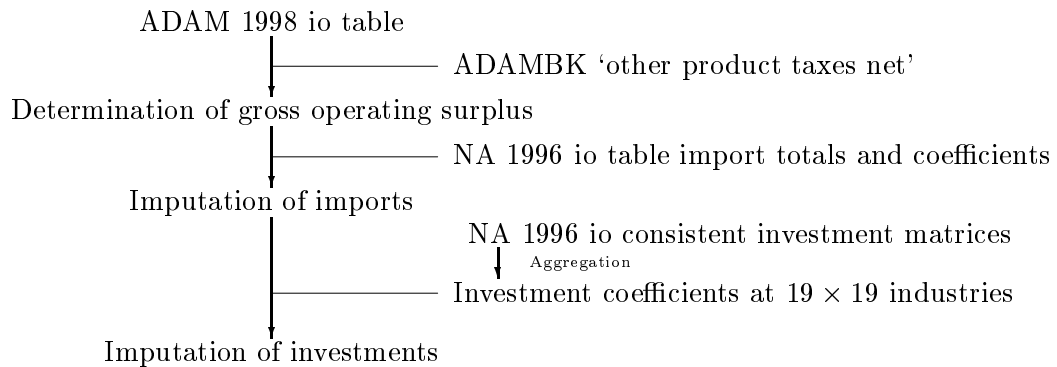 ADAM 1998 io table
ADAMBK ‘other product taxes net’
Determination of gross operating surplus
NA 1996 io table import totals and coefficients
Imputation of imports
NA 1996 io consistent investment matrices
Aggregation
Investment coefficients at 19 × 19 industries
Imputation of investments